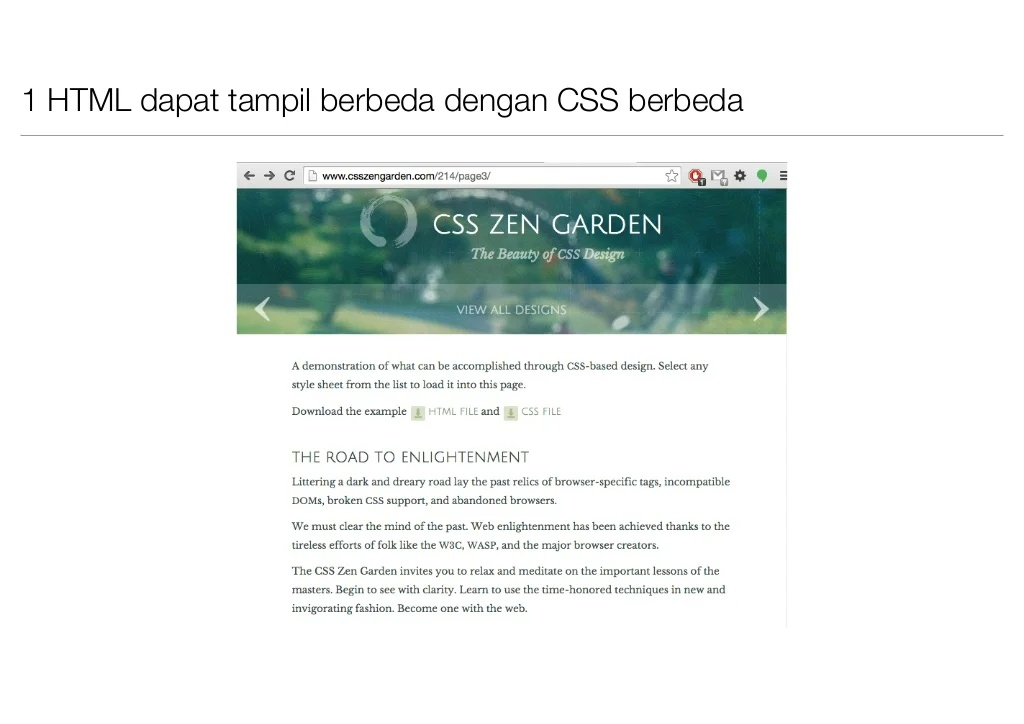 1 HTML dapat tampil berbeda dengan CSS berbeda
www.csszengarden.com/214/page3/
CSS ZEN GARDEN
The Beauty of CSS Design
VIEW ALL DESIGNS
A demonstration of what can be accomplished through CSS-based design. Select any
style sheet from the list to load it into this page.
Download the example HTML FILE and CSS FILE
THE ROAD TO ENLIGHTENMENT
Littering a dark and dreary road lay the past relics of browser-specific tags, incompatible
DOMs, broken CSS support, and abandoned browsers.
We must clear the mind of the past. Web enlightenment has been achieved thanks to the
tireless efforts of folk like the W3C, WASP, and the major browser creators.
The CSS Zen Garden invites you to relax and meditate on the important lessons of the
masters. Begin to see with clarity. Learn to use the time-honored techniques in new and
invigorating fashion. Become one with the web.